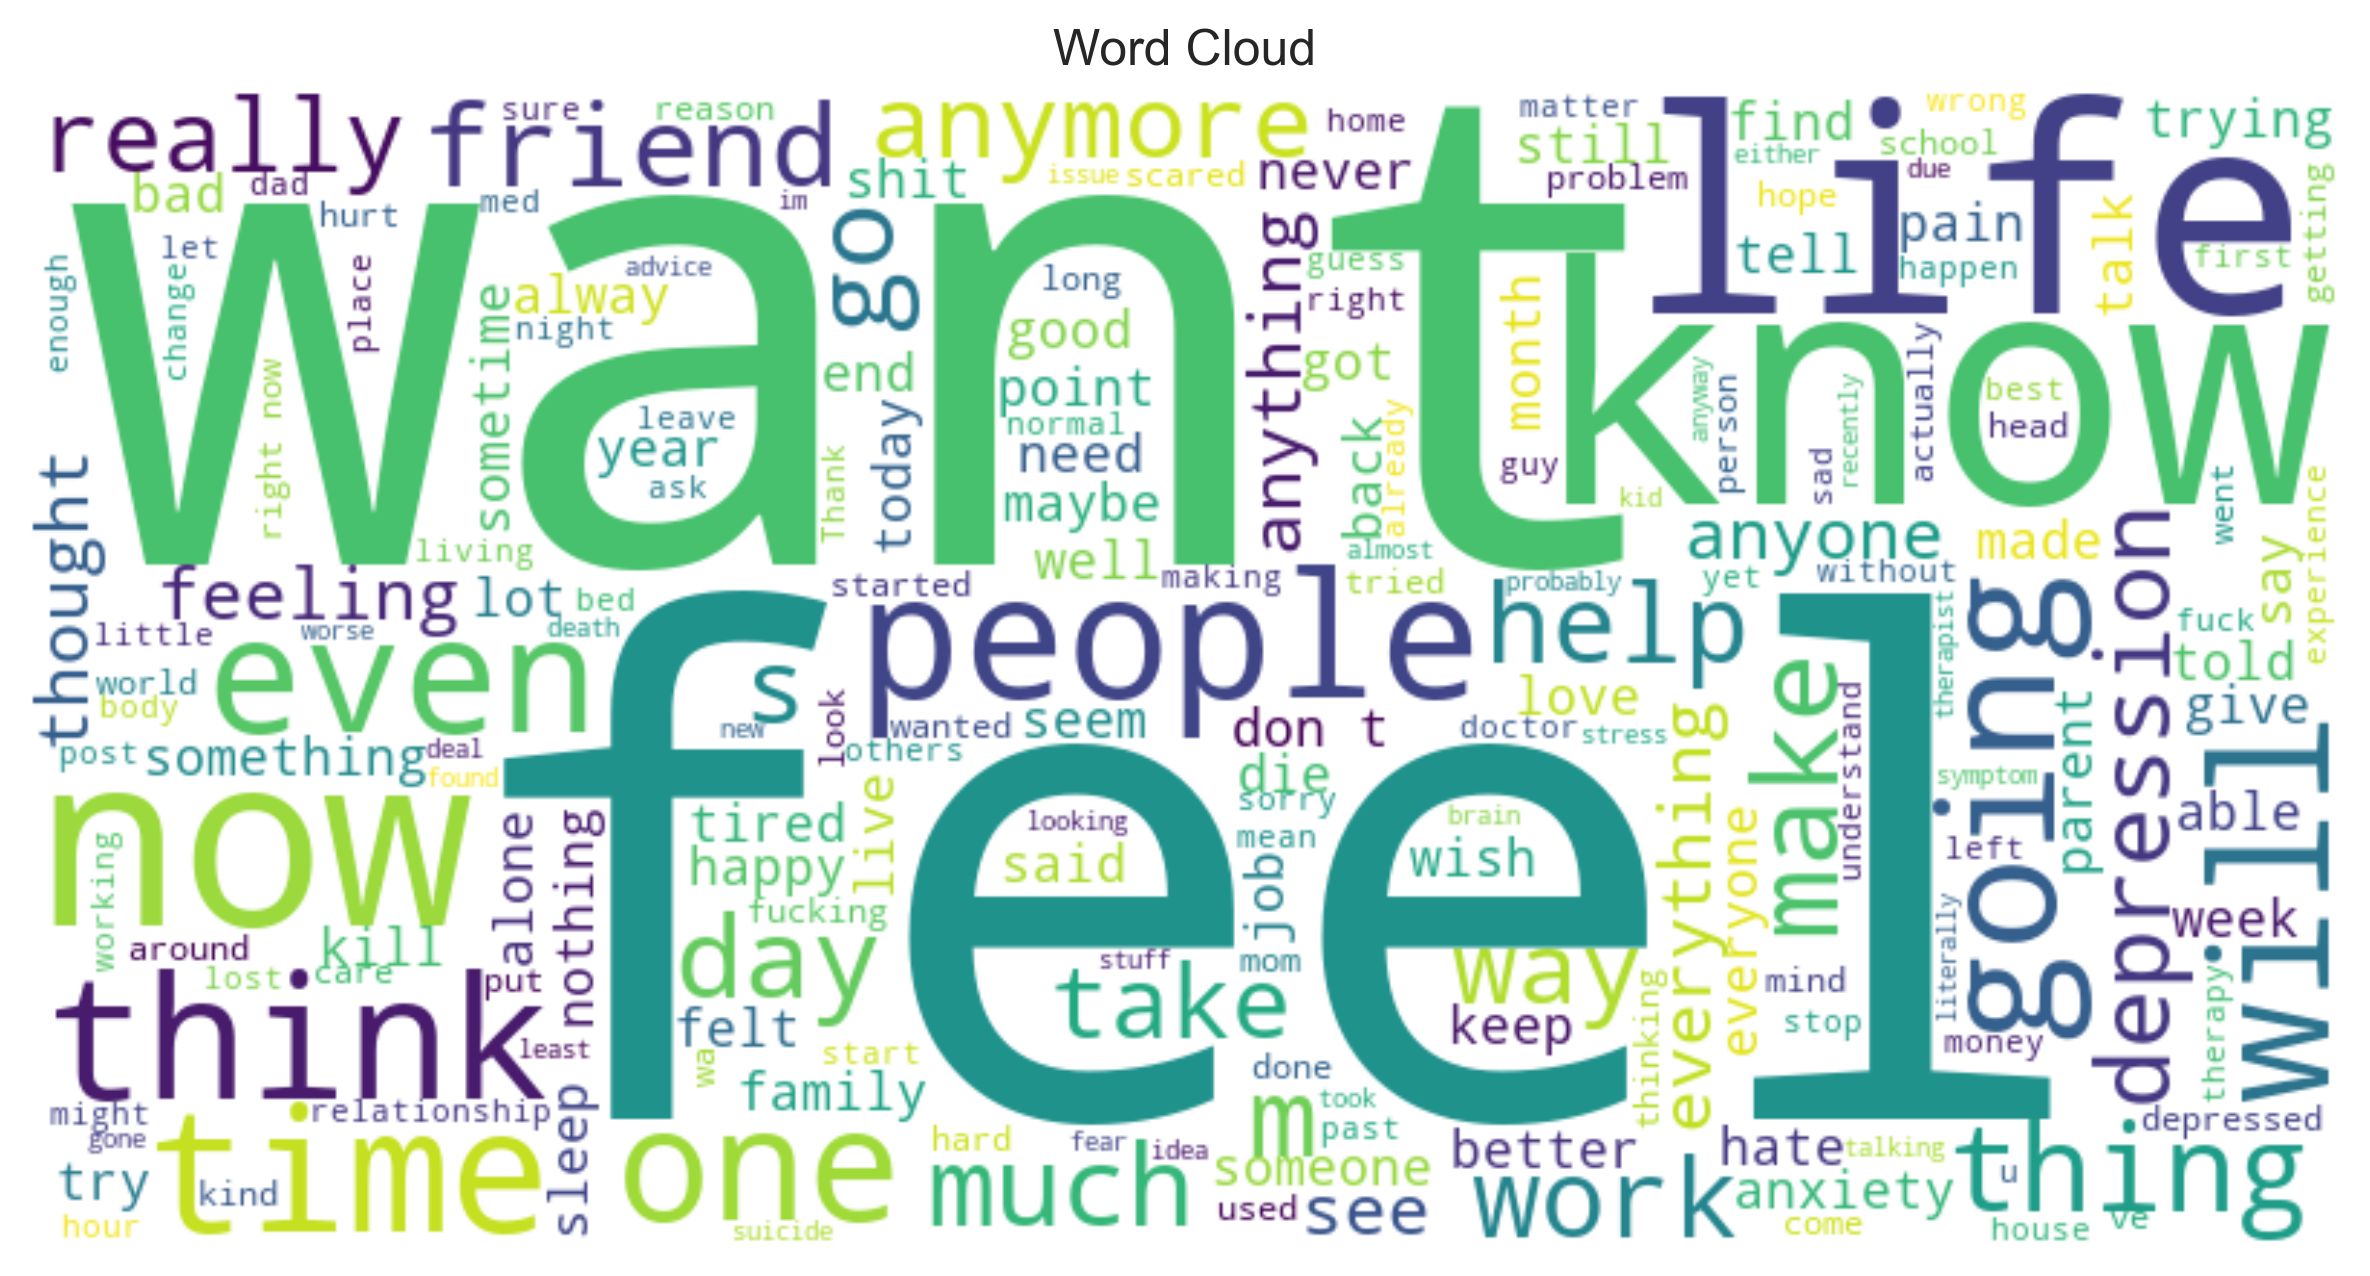 Word Cloud
really
friend
sure
reason
anymore
home
matter
life
find
wrong
trying
still
either
school
bad
dad
med
im
shit
issue
scared
never
problem
hope
due
getting
hurt
want
go
anything
tell
pain
talk
let
advice
long
guess
happen
first
enough
change
place
alway
right
month
night
good
know
sometime
end
point
got
anyway
person
recently
actually
best
right now
leave
year
normal
need
today
back
already
head
ask
Thank
maybe
guy
kid
sad
went
experience
thought
living
well
almost
anyone
made
depression
say
feeling
lot
bed
started
making
tried
probably
yet
without
little
worse
death
people
help
going
therapist
fuck
told
world
even
s
body
new
look
wanted
seem
don t
love
doctor
stress
make
understand
parent
give
post
something
deal
found
others
die
everything
symptom
will
now
alone
nothing
feel
tired
live
looking
sorry
brain
able
working
happy
said
mean
wish
everyone
left
fucking
job
week
around
kill
day
way
literally
lost
care
put
stuff
mom
mind
therapy
think
take
keep
stop
thinking
money
felt
least
wa
start
done
family
might
relationship
sleep
m
took
depressed
gone
time
one
hard
fear
idea
past
better
hate
talking
thing
try
kind
much
someone
work
anxiety
u
hour
suicide
used
see
come
house
ve